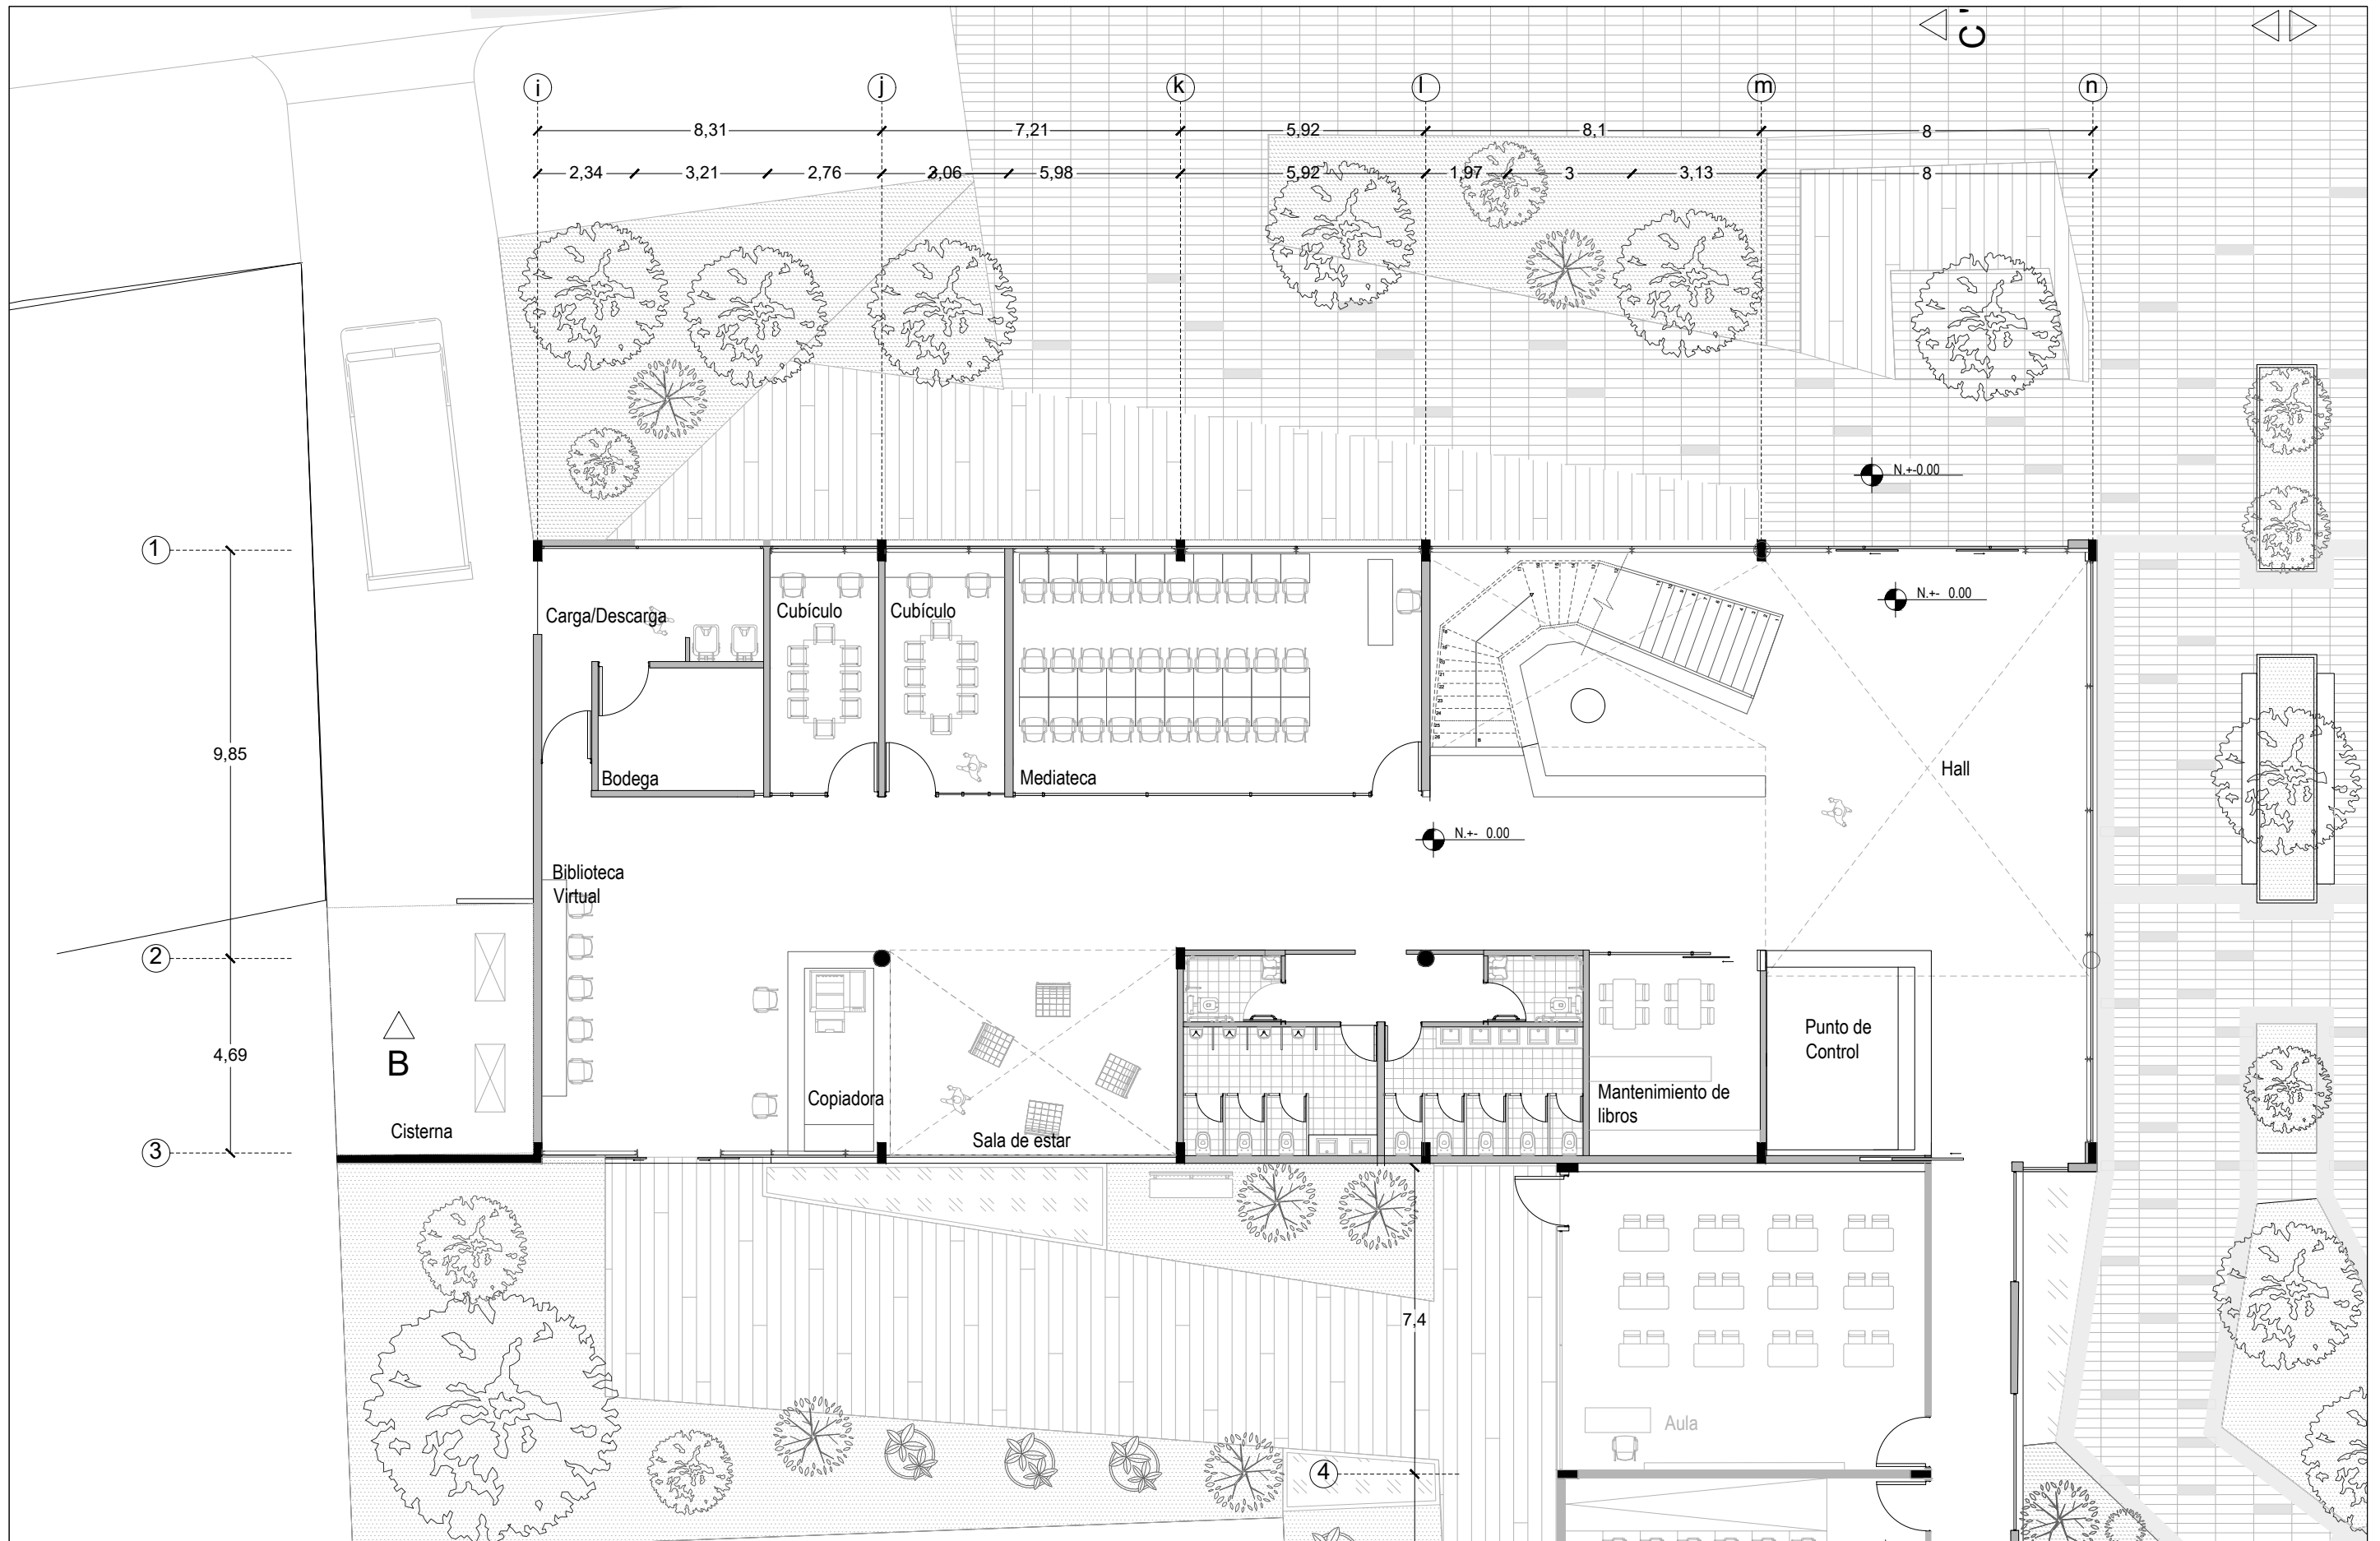 C'
i
j
k
l
m
n
8,31
7,21
5,92
8,1
8
2,34
3,21
2,76
3,06
5,98
5,92
1,97
3
3,13
8
N.+-0.00
1
Carga/Descarga
Cubículo
Cubículo
N.+- 0.00
9,85
Bodega
Mediateca
Hall
N.+- 0.00
Biblioteca
Virtual
2
B
4,69
Punto de
Control
Copiadora
Mantenimiento de
libros
Cisterna
Sala de estar
3
7,4
Aula
4